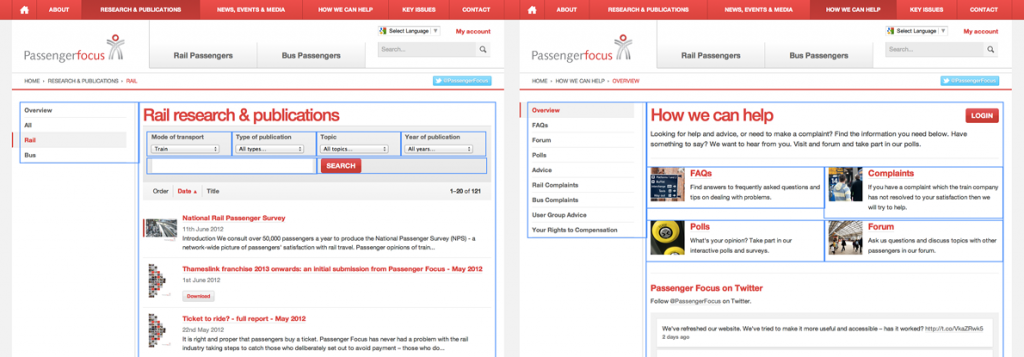 ABOUT RESEARCH & PUBLICATIONS NEWS, EVENTS & MEDIA HOW WE CAN HELP KEY ISSUES CONTACT
Select Language My account
Passengerfocus
Rail Passengers Bus Passengers
Search...
HOME RESEARCH & PUBLICATIONS RAIL
@PassengerFocus
Overview
All
Rail
Bus
Rail research & publications
Mode of transport Type of publication Topic Year of publication
Train All types... All topics... All years...
SEARCH
Order Date Title 1–20 of 121
National Rail Passenger Survey
11th June 2012
Introduction We consult over 50,000 passengers a year to produce the National Passenger Survey (NPS) - a
network-wide picture of passengers' satisfaction with rail travel. Passenger opinions of train...
Thameslink franchise 2013 onwards: an initial submission from Passenger Focus - May 2012
1st June 2012
Download
Ticket to ride? - full report - May 2012
22nd May 2012
It is right and proper that passengers buy a ticket. Passenger Focus has never had a problem with the rail
industry taking steps to catch those who deliberately set out to avoid payment – those who do...
ABOUT RESEARCH & PUBLICATIONS NEWS, EVENTS & MEDIA HOW WE CAN HELP KEY ISSUES CONTACT
Select Language My account
Passengerfocus
Rail Passengers Bus Passengers
Search...
HOME HOW WE CAN HELP OVERVIEW
@PassengerFocus
Overview
FAQs
Forum
Polls
Advice
Rail Complaints
Bus Complaints
User Group Advice
Your Rights to Compensation
How we can help
LOGIN
Looking for help and advice, or need to make a complaint? Find the information you need below. Have
something to say? We want to hear from you. Visit and forum and take part in our polls.
FAQs
Find answers to frequently asked questions and
tips on dealing with problems.
Complaints
If you have a complaint which the train company
has not resolved to your satisfaction then we
will try to help.
Polls
What's your opinion? Take part in our
interactive polls and surveys.
Forum
Ask us questions and discuss topics with other
passengers in our forum.
Passenger Focus on Twitter
Follow @PassengerFocus on Twitter.
We've refreshed our website. We've tried to make it more useful and accessible – has it worked? http://t.co/VksZRwk5
2 days ago